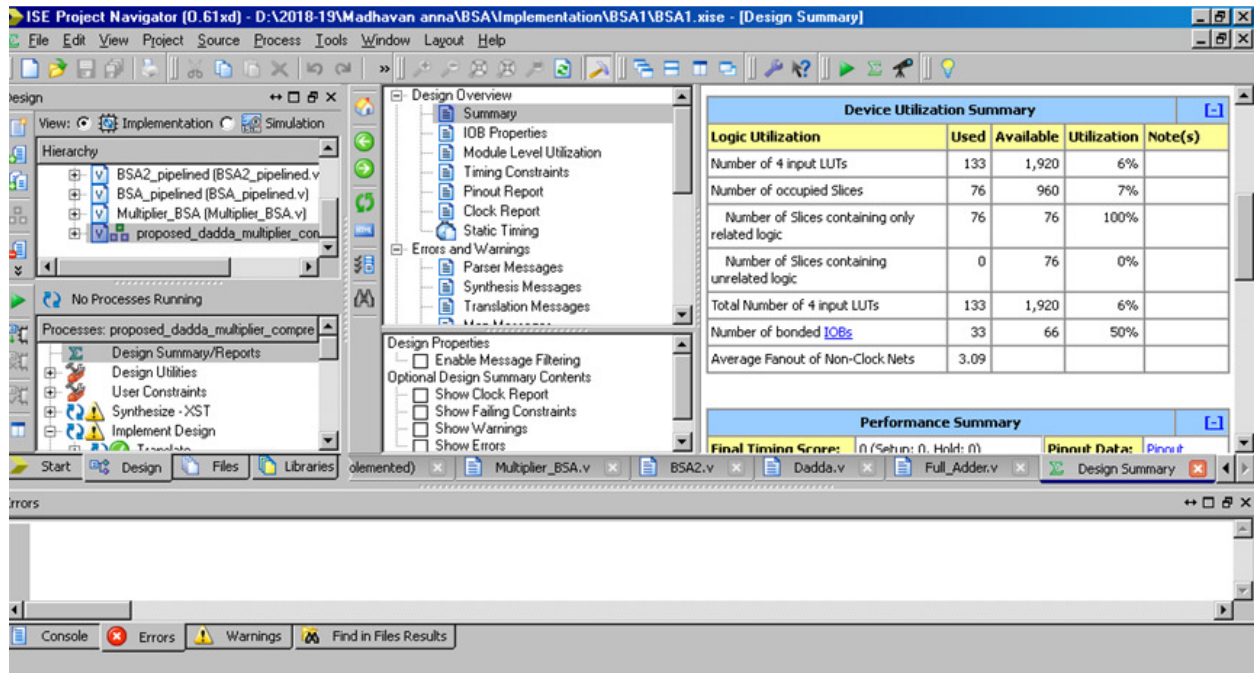 ISE Project Navigator (0.61xd) - D:\2018-19\Madhavan anna\BSA\Implementation\BSA1\BSA1.xise - [Design Summary]
File Edit View Project Source Process Tools Window Layout Help
View: Implementation Simulation
Hierarchy
BSA2_pipelined (BSA2_pipelined.v
BSA_pipelined (BSA_pipelined.v)
Multiplier_BSA (Multiplier_BSA.v)
proposed_dadda_multiplier_con
No Processes Running
Processes: proposed_dadda_multiplier_compre
Design Summary/Reports
Design Utilities
User Constraints
Synthesize - XST
Implement Design
Translate
Start Design Files Libraries
Design Overview
Summary
IOB Properties
Module Level Utilization
Timing Constraints
Pinout Report
Clock Report
Static Timing
Errors and Warnings
Parser Messages
Synthesis Messages
Translation Messages
Design Properties
Enable Message Filtering
Optional Design Summary Contents
Show Clock Report
Show Failing Constraints
Show Warnings
Show Errors
Device Utilization Summary [-]
Logic Utilization Used Available Utilization Note(s)
Number of 4 input LUTs 133 1,920 6%
Number of occupied Slices 76 960 7%
Number of Slices containing only related logic 76 76 100%
Number of Slices containing unrelated logic 0 76 0%
Total Number of 4 input LUTs 133 1,920 6%
Number of bonded IOBs 33 66 50%
Average Fanout of Non-Clock Nets 3.09
Performance Summary [-]
Final Timing Score: 0 (Setup: 0, Hold: 0) Pinout Data: Pinout
olemented) Multiplier_BSA.v BSA2.v Dadda.v Full_Adder.v Design Summary
Console Errors Warnings Find in Files Results